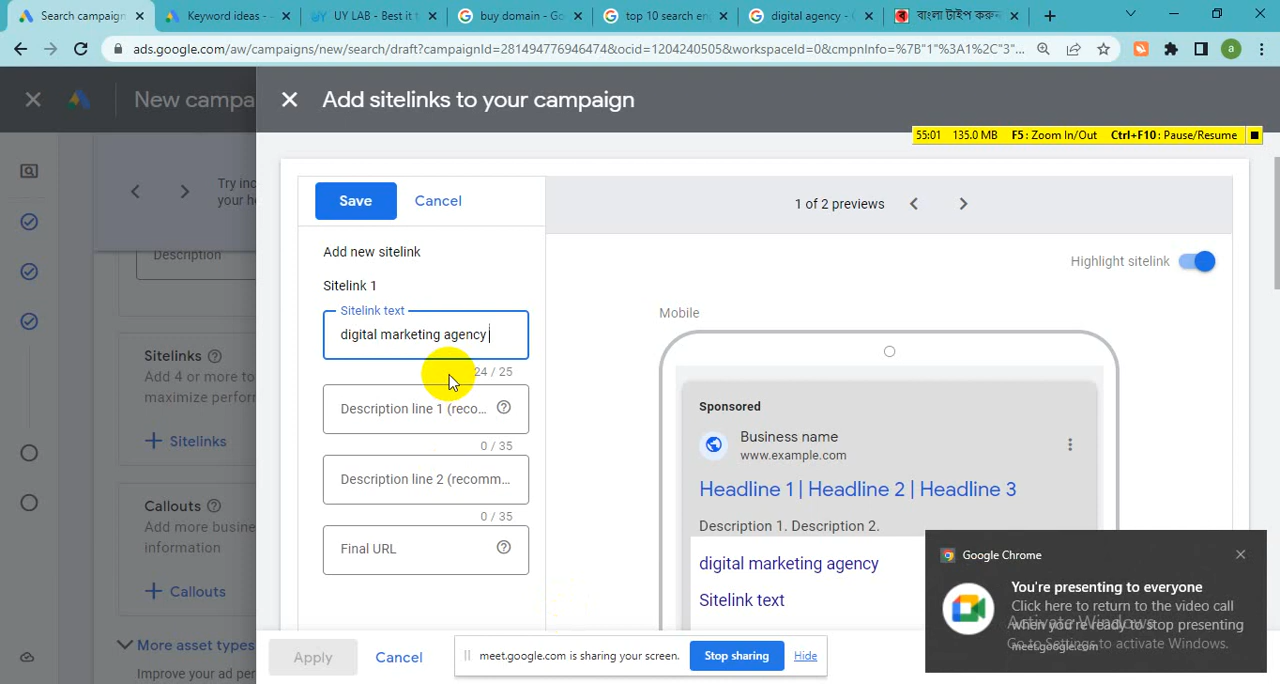 Search campaign
Keyword ideas -
UY LAB - Best it t
buy domain - Go
top 10 search en
digital agency -
বাংলা টাইপ করুন
ads.google.com/aw/campaigns/new/search/draft?campaignId=281494776946474&ocid=1204240505&workspaceId=0&cmpnInfo=%7B"1"%3A1%2C"3"...
a
New campa
Add sitelinks to your campaign
55:01 135.0 MB F5 : Zoom In/Out Ctrl+F10 : Pause/Resume
Try inc
your h
Save
Cancel
1 of 2 previews
Add new sitelink
Highlight sitelink
Description
Sitelink 1
Sitelink text
digital marketing agency
24 / 25
Mobile
Sitelinks
Add 4 or more to
maximize perforr
Sitelinks
Description line 1 (reco...
0 / 35
Description line 2 (recomm...
0 / 35
Final URL
Sponsored
Business name
www.example.com
Headline 1 | Headline 2 | Headline 3
Description 1. Description 2.
digital marketing agency
Sitelink text
Callouts
Add more busine
information
Callouts
More asset types
Improve your ad per
Apply
Cancel
meet.google.com is sharing your screen.
Stop sharing
Hide
Google Chrome
You're presenting to everyone
Click here to return to the video call
when you're ready to stop presenting
meet.google.com
Activate Windows
Go to Settings to activate Windows.